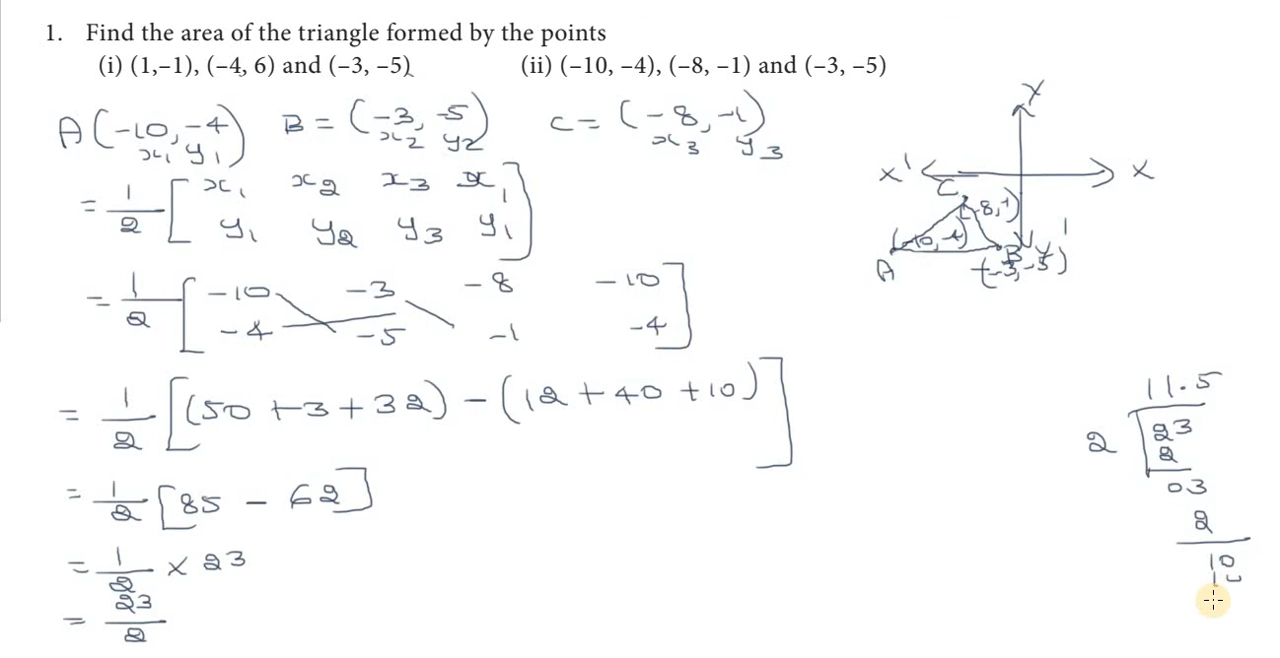 1. Find the area of the triangle formed by the points
(i) (1,−1), (−4, 6) and (−3, −5) (ii) (−10, −4), (−8, −1) and (−3, −5)
A(-10, -4) B = (-3, -5) C = (-8, -1)
x₁ y₁ x₂ y₂ x₃ y₃
= 1/2 [ x₁ x₂ x₃ x₁
y₁ y₂ y₃ y₁ ]
= 1/2 [ -10 -3 -8 -10
-4 -5 -1 -4 ]
= 1/2 [(50 + 3 + 32) - (12 + 40 + 10)]
= 1/2 [85 - 62]
= 1/2 × 23
= 23/2
Y
X' X
C
(-8,-1)
(-10,-4)
A
B Y'
(-3,-5)
11.5
2 23
2
03
2
10